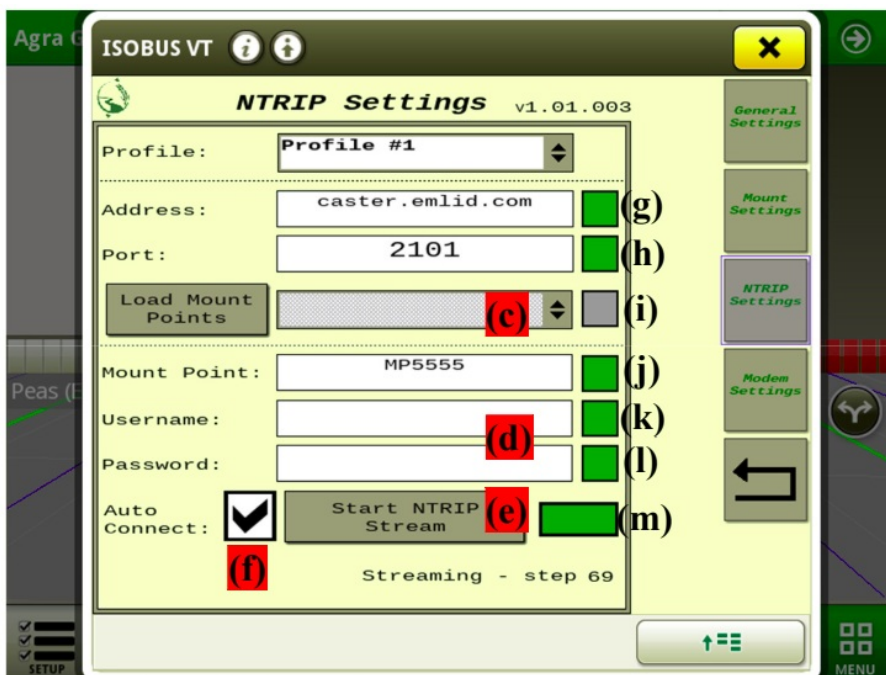 Agra G
ISOBUS VT
NTRIP Settings v1.01.003
General
Settings
Profile: Profile #1
Address: caster.emlid.com (g)
Mount
Settings
Port: 2101 (h)
Load Mount
Points
(c) (i)
NTRIP
Settings
Mount Point: MP5555 (j)
Modem
Settings
Peas (E
Username: (k)
(d)
Password: (l)
Auto
Connect:
Start NTRIP
Stream
(e) (m)
(f)
Streaming - step 69
SETUP
MENU